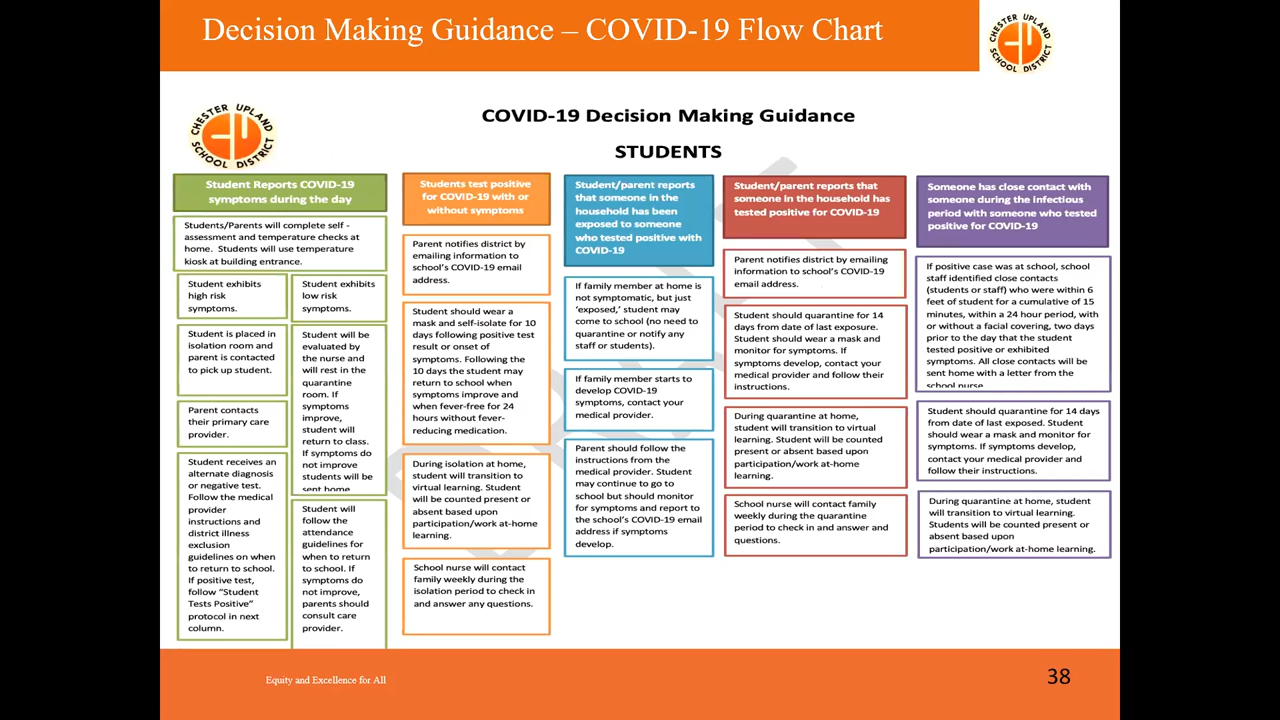 Decision Making Guidance – COVID-19 Flow Chart
CHESTER UPLAND
SCHOOL DISTRICT
CHESTER UPLAND
SCHOOL DISTRICT
COVID-19 Decision Making Guidance
STUDENTS
Student Reports COVID-19
symptoms during the day
Students/Parents will complete self -
assessment and temperature checks at
home. Students will use temperature
kiosk at building entrance.
Student exhibits
high risk
symptoms.
Student is placed in
isolation room and
parent is contacted
to pick up student.
Parent contacts
their primary care
provider.
Student receives an
alternate diagnosis
or negative test.
Follow the medical
provider
instructions and
district illness
exclusion
guidelines on when
to return to school.
If positive test,
follow “Student
Tests Positive”
protocol in next
column.
Student exhibits
low risk
symptoms.
Student will be
evaluated by
the nurse and
will rest in the
quarantine
room. If
symptoms
improve,
student will
return to class.
If symptoms do
not improve
students will be
sent home
Student will
follow the
attendance
guidelines for
when to return
to school. If
symptoms do
not improve,
parents should
consult care
provider.
Students test positive
for COVID-19 with or
without symptoms
Parent notifies district by
emailing information to
school’s COVID-19 email
address.
Student should wear a
mask and self-isolate for 10
days following positive test
result or onset of
symptoms. Following the
10 days the student may
return to school when
symptoms improve and
when fever-free for 24
hours without fever-
reducing medication.
During isolation at home,
student will transition to
virtual learning. Student
will be counted present or
absent based upon
participation/work at-home
learning.
School nurse will contact
family weekly during the
isolation period to check in
and answer any questions.
Student/parent reports
that someone in the
household has been
exposed to someone
who tested positive with
COVID-19
If family member at home is
not symptomatic, but just
‘exposed,’ student may
come to school (no need to
quarantine or notify any
staff or students).
If family member starts to
develop COVID-19
symptoms, contact your
medical provider.
Parent should follow the
instructions from the
medical provider. Student
may continue to go to
school but should monitor
for symptoms and report to
the school’s COVID-19 email
address if symptoms
develop.
Student/parent reports that
someone in the household has
tested positive for COVID-19
Parent notifies district by emailing
information to school’s COVID-19
email address.
Student should quarantine for 14
days from date of last exposure.
Student should wear a mask and
monitor for symptoms. If
symptoms develop, contact your
medical provider and follow their
instructions.
During quarantine at home,
student will transition to virtual
learning. Student will be counted
present or absent based upon
participation/work at-home
learning.
School nurse will contact family
weekly during the quarantine
period to check in and answer and
questions.
Someone has close contact with
someone during the infectious
period with someone who tested
positive for COVID-19
If positive case was at school, school
staff identified close contacts
(students or staff) who were within 6
feet of student for a cumulative of 15
minutes, within a 24 hour period, with
or without a facial covering, two days
prior to the day that the student
tested positive or exhibited
symptoms. All close contacts will be
sent home with a letter from the
school nurse
Student should quarantine for 14 days
from date of last exposed. Student
should wear a mask and monitor for
symptoms. If symptoms develop,
contact your medical provider and
follow their instructions.
During quarantine at home, student
will transition to virtual learning.
Students will be counted present or
absent based upon
participation/work at-home learning.
Equity and Excellence for All
38